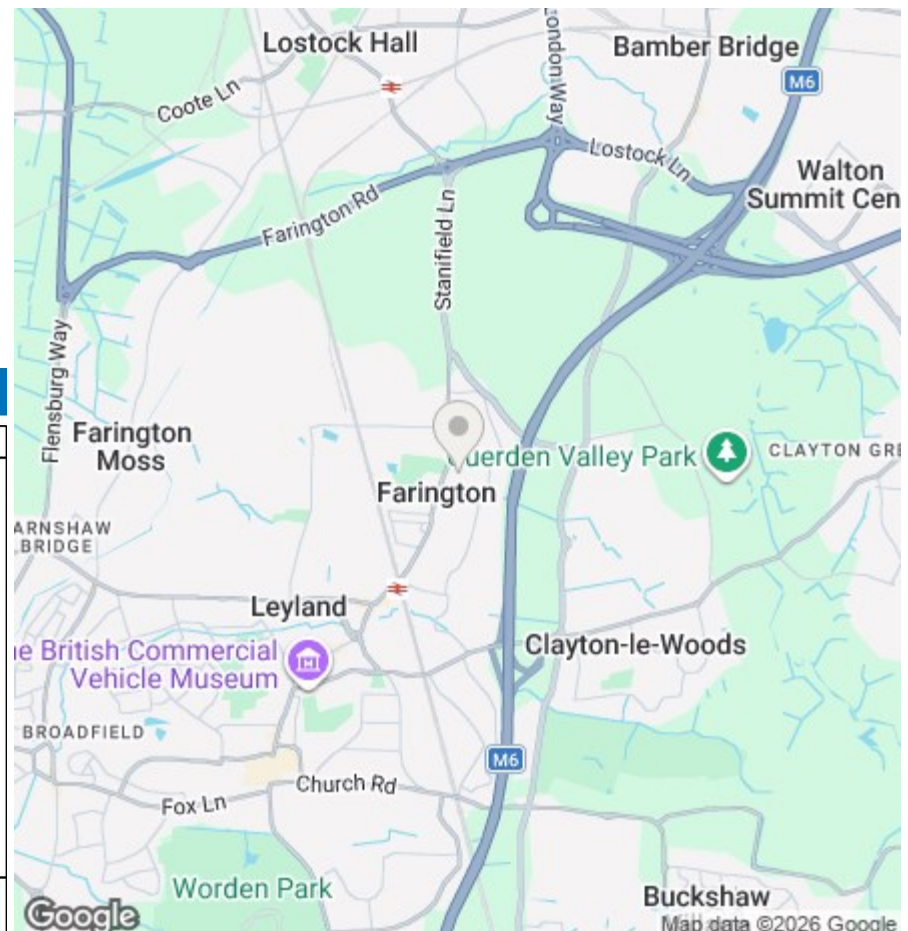 Lostock Hall
London Way
Bamber Bridge
M6
Coote Ln
Lostock Ln
Walton
Summit Cen
Farington Rd
Stanifield Ln
Flensburg Way
Farington
Moss
uerden Valley Park
CLAYTON GRE
Farington
ARNSHAW
BRIDGE
Leyland
Clayton-le-Woods
e British Commercial
Vehicle Museum
BROADFIELD
M6
Church Rd
Fox Ln
Worden Park
Buckshaw
Google
Map data ©2026 Google